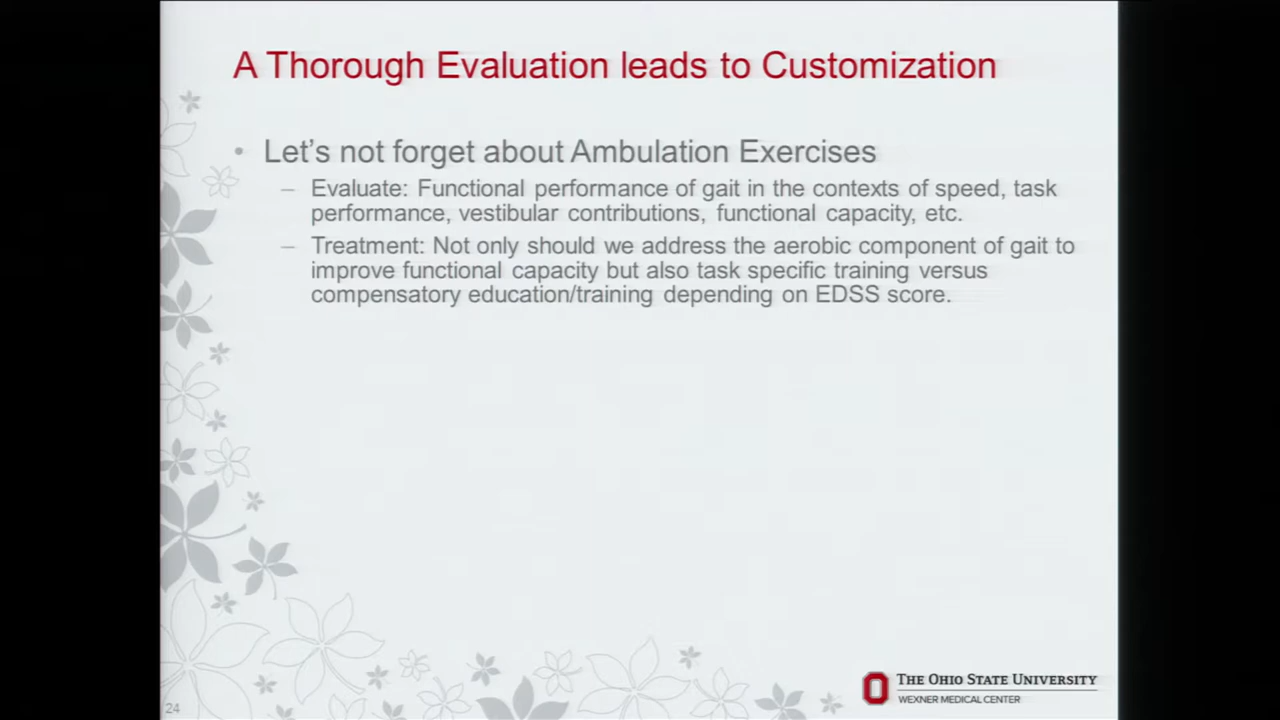 A Thorough Evaluation leads to Customization
• Let's not forget about Ambulation Exercises
– Evaluate: Functional performance of gait in the contexts of speed, task
performance, vestibular contributions, functional capacity, etc.
– Treatment: Not only should we address the aerobic component of gait to
improve functional capacity but also task specific training versus
compensatory education/training depending on EDSS score.
THE OHIO STATE UNIVERSITY
WEXNER MEDICAL CENTER
24